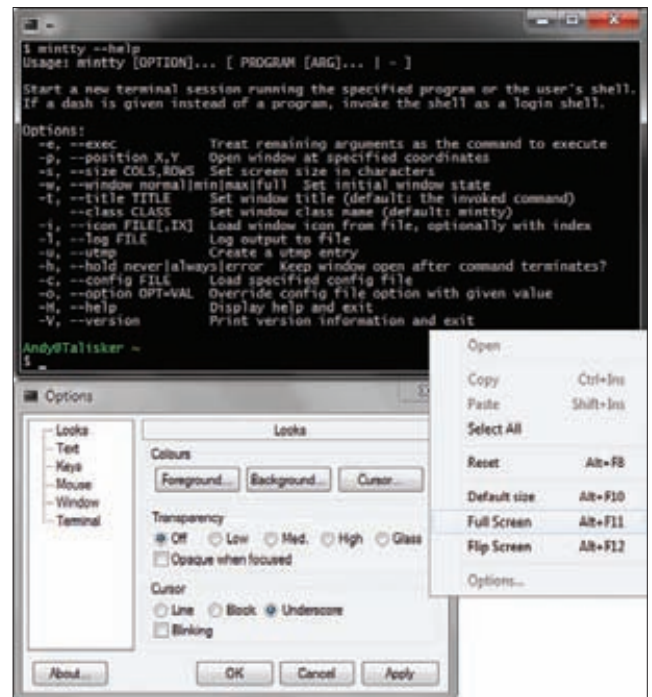 ~
$ mintty --help
Usage: mintty [OPTION]... [ PROGRAM [ARG]... | - ]
Start a new terminal session running the specified program or the user's shell.
If a dash is given instead of a program, invoke the shell as a login shell.
Options:
-e, --exec Treat remaining arguments as the command to execute
-p, --position X,Y Open window at specified coordinates
-s, --size COLS,ROWS Set screen size in characters
-w, --window normal|min|max|full Set initial window state
-t, --title TITLE Set window title (default: the invoked command)
--class CLASS Set window class name (default: mintty)
-i, --icon FILE[,IX] Load window icon from file, optionally with index
-l, --log FILE Log output to file
-u, --utmp Create a utmp entry
-h, --hold never|always|error Keep window open after command terminates?
-c, --config FILE Load specified config file
-o, --option OPT=VAL Override config file option with given value
-H, --help Display help and exit
-V, --version Print version information and exit
Andy@Talisker ~
$ _
Open
Copy Ctrl+Ins
Paste Shift+Ins
Select All
Reset Alt+F8
Default size Alt+F10
Full Screen Alt+F11
Flip Screen Alt+F12
Options...
Options
Looks
Text
Keys
Mouse
Window
Terminal
Looks
Colours
Foreground... Background... Cursor...
Transparency
Off Low Med. High Glass
Opaque when focused
Cursor
Line Block Underscore
Blinking
About... OK Cancel Apply